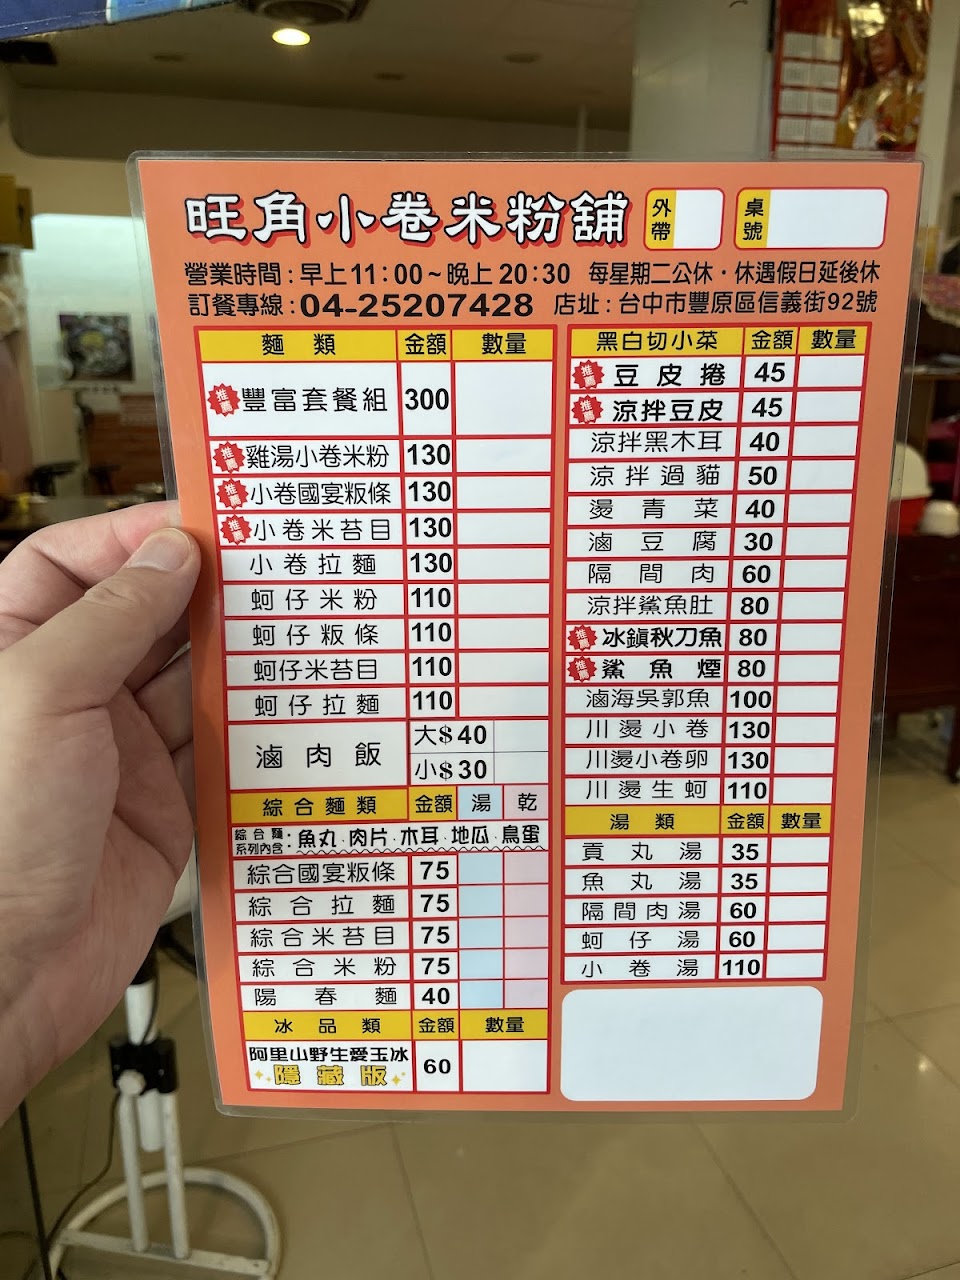 旺角小卷米粉舖 外帶 桌號
營業時間：早上11：00～晚上20：30 每星期二公休·休遇假日延後休
訂餐專線：04-25207428 店址：台中市豐原區信義街92號
麵類 金額 數量
推薦 豐富套餐組 300
推薦 雞湯小卷米粉 130
推薦 小卷國宴粄條 130
推薦 小卷米苔目 130
小卷拉麵 130
蚵仔米粉 110
蚵仔粄條 110
蚵仔米苔目 110
蚵仔拉麵 110
滷肉飯 大$40
小$30
綜合麵類 金額 湯 乾
綜合麵系列內含：魚丸·肉片·木耳·地瓜·鳥蛋
綜合國宴粄條 75
綜合拉麵 75
綜合米苔目 75
綜合米粉 75
陽春麵 40
冰品類 金額 數量
阿里山野生愛玉冰 60
隱藏版
黑白切小菜 金額 數量
推薦 豆皮捲 45
推薦 涼拌豆皮 45
涼拌黑木耳 40
涼拌過貓 50
燙青菜 40
滷豆腐 30
隔間肉 60
涼拌鯊魚肚 80
推薦 冰鎮秋刀魚 80
推薦 鯊魚煙 80
滷海吳郭魚 100
川燙小卷 130
川燙小卷卵 130
川燙生蚵 110
湯類 金額 數量
貢丸湯 35
魚丸湯 35
隔間肉湯 60
蚵仔湯 60
小卷湯 110